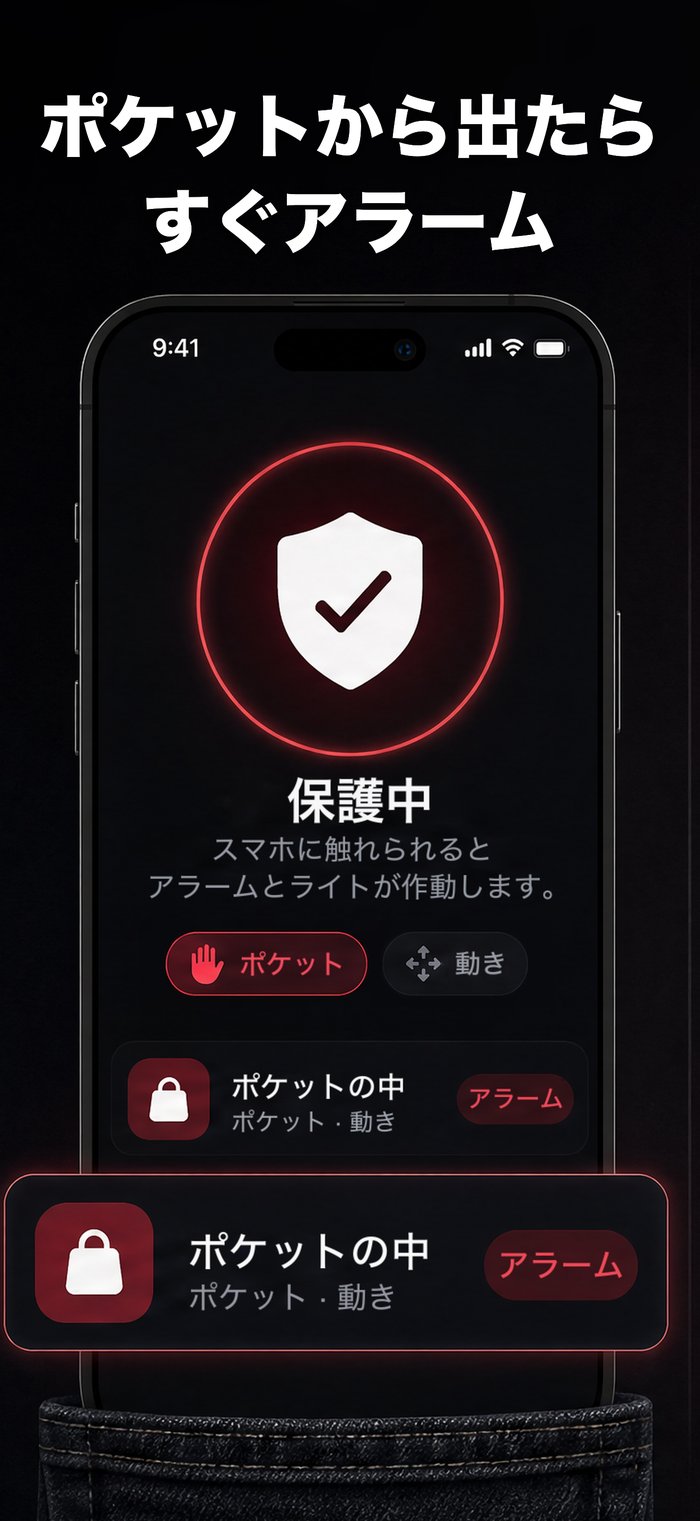 ポケットから出たら
すぐアラーム
9:41
保護中
スマホに触れられると
アラームとライトが作動します。
ポケット
動き
ポケットの中
アラーム
ポケット · 動き
ポケットの中
アラーム
ポケット · 動き